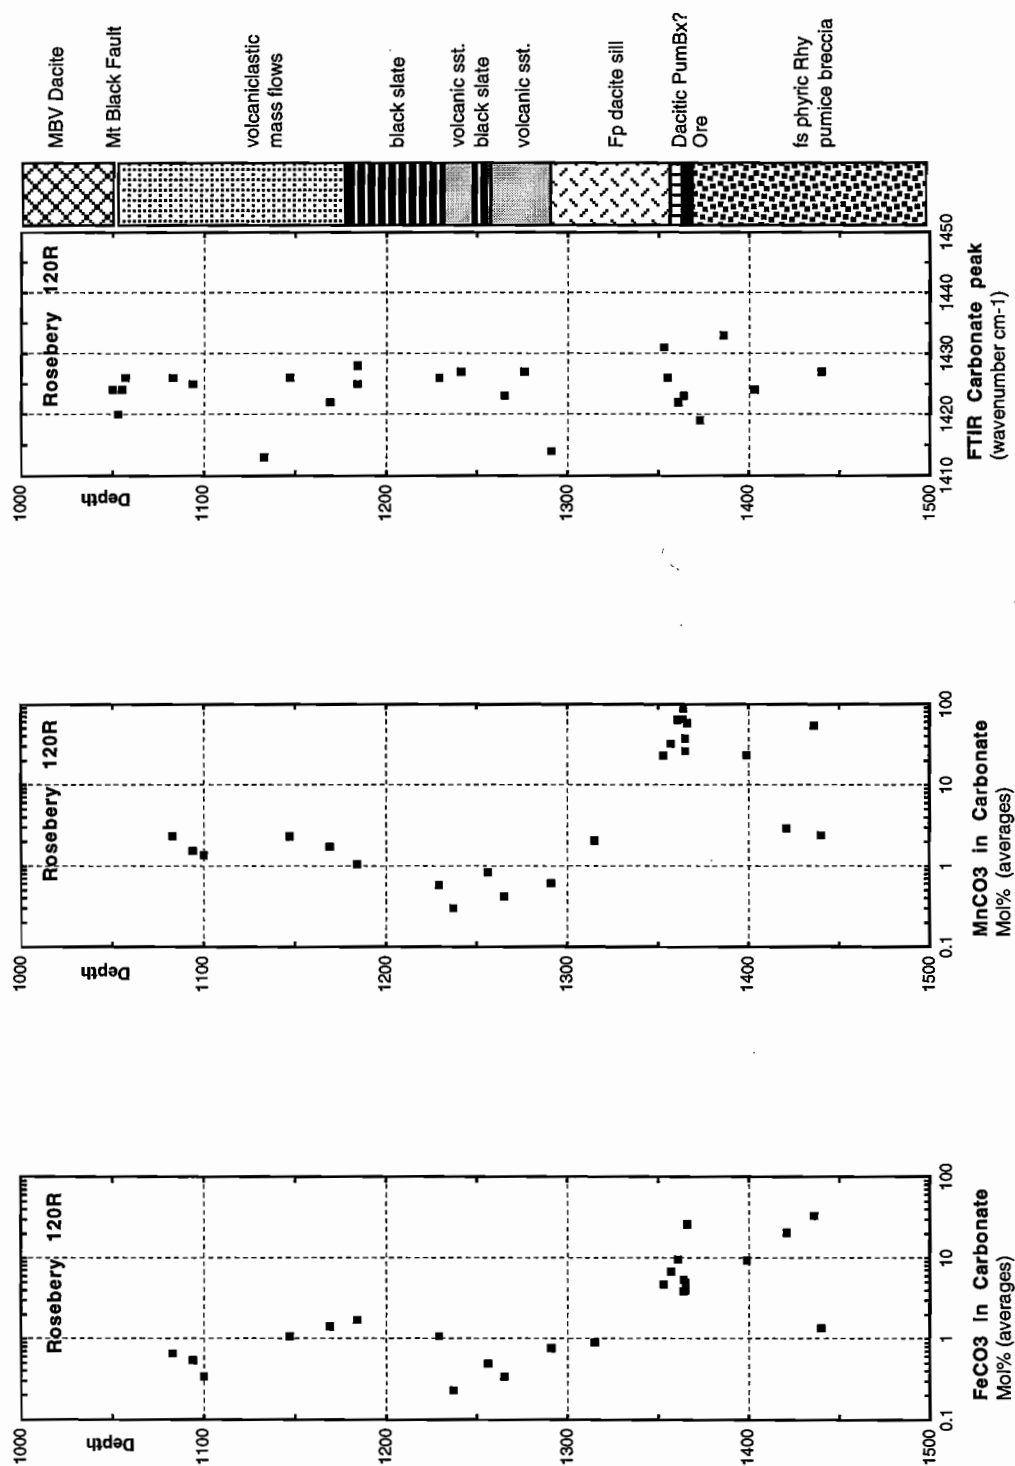 MBV Dacite
Mt Black Fault
volcaniclastic
mass flows
black slate
volcanic sst.
black slate
volcanic sst.
Fp dacite sill
Dacitic PumBx?
Ore
fs phyric Rhy
pumice breccia
Rosebery 120R
Depth
1000
1100
1200
1300
1400
1500
1410
1420
1430
1440
1450
FTIR Carbonate peak
(wavenumber cm-1)
Rosebery 120R
Depth
1000
1100
1200
1300
1400
1500
0.1
1
10
100
MnCO3 in Carbonate
Mol% (averages)
Rosebery 120R
Depth
1000
1100
1200
1300
1400
1500
0.1
1
10
100
FeCO3 In Carbonate
Mol% (averages)